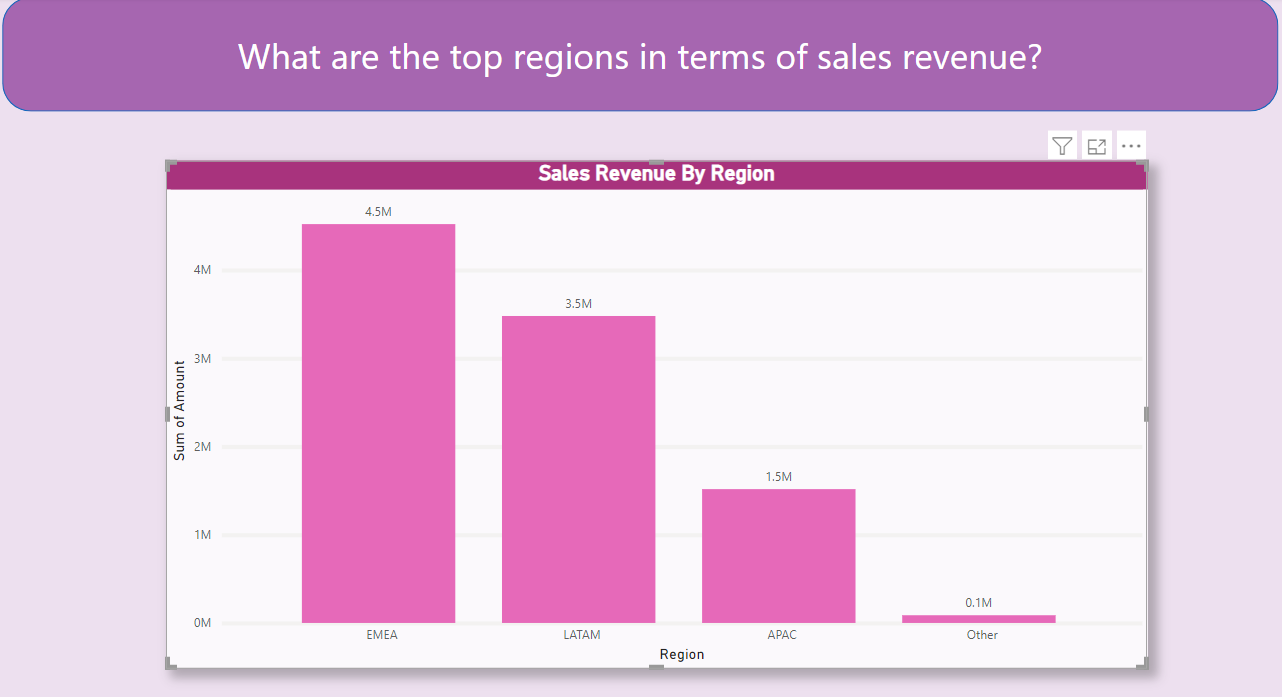 What are the top regions in terms of sales revenue?
Sales Revenue By Region
4.5M
3.5M
1.5M
0.1M
4M
3M
2M
1M
0M
Sum of Amount
EMEA
LATAM
APAC
Other
Region